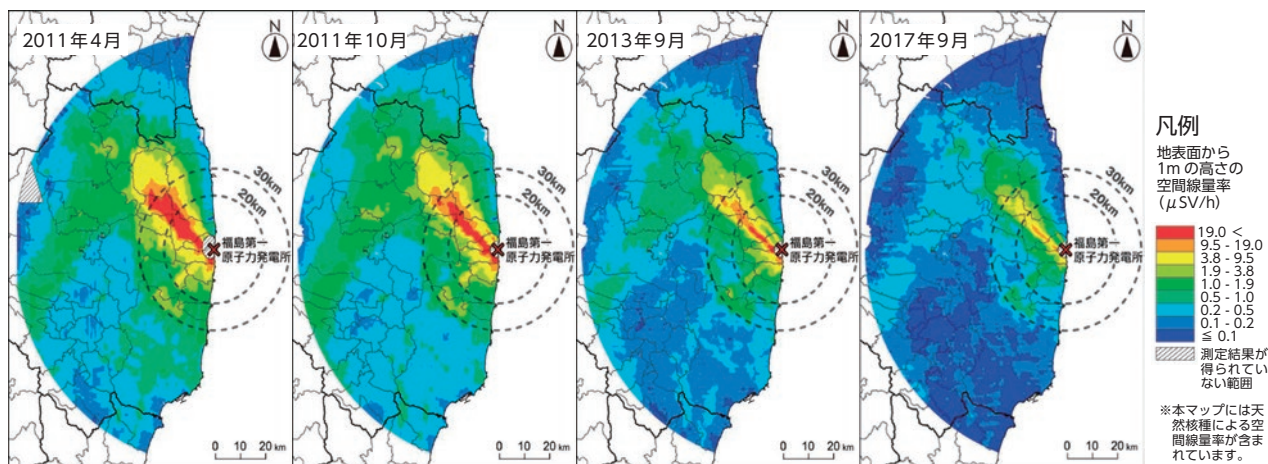 2011年4月
N
30km
20km
福島第一
原子力発電所
0 10 20 km
2011年10月
N
30km
20km
福島第一
原子力発電所
0 10 20 km
2013年9月
N
30km
20km
福島第一
原子力発電所
0 10 20 km
2017年9月
N
30km
20km
福島第一
原子力発電所
0 10 20 km
凡例
地表面から
1m の高さの
空間線量率
(μSV/h)
19.0 <
9.5 - 19.0
3.8 - 9.5
1.9 - 3.8
1.0 - 1.9
0.5 - 1.0
0.2 - 0.5
0.1 - 0.2
≦ 0.1
測定結果が
得られてい
ない範囲
※本マップには天
然核種による空
間線量率が含ま
れています。